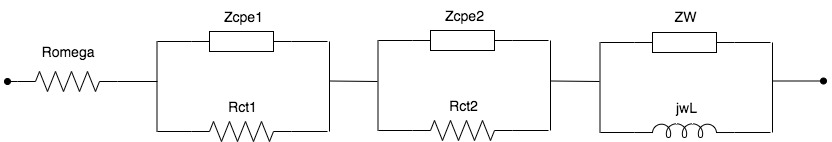 Romega
Zcpe1
Rct1
Zcpe2
Rct2
ZW
jwL